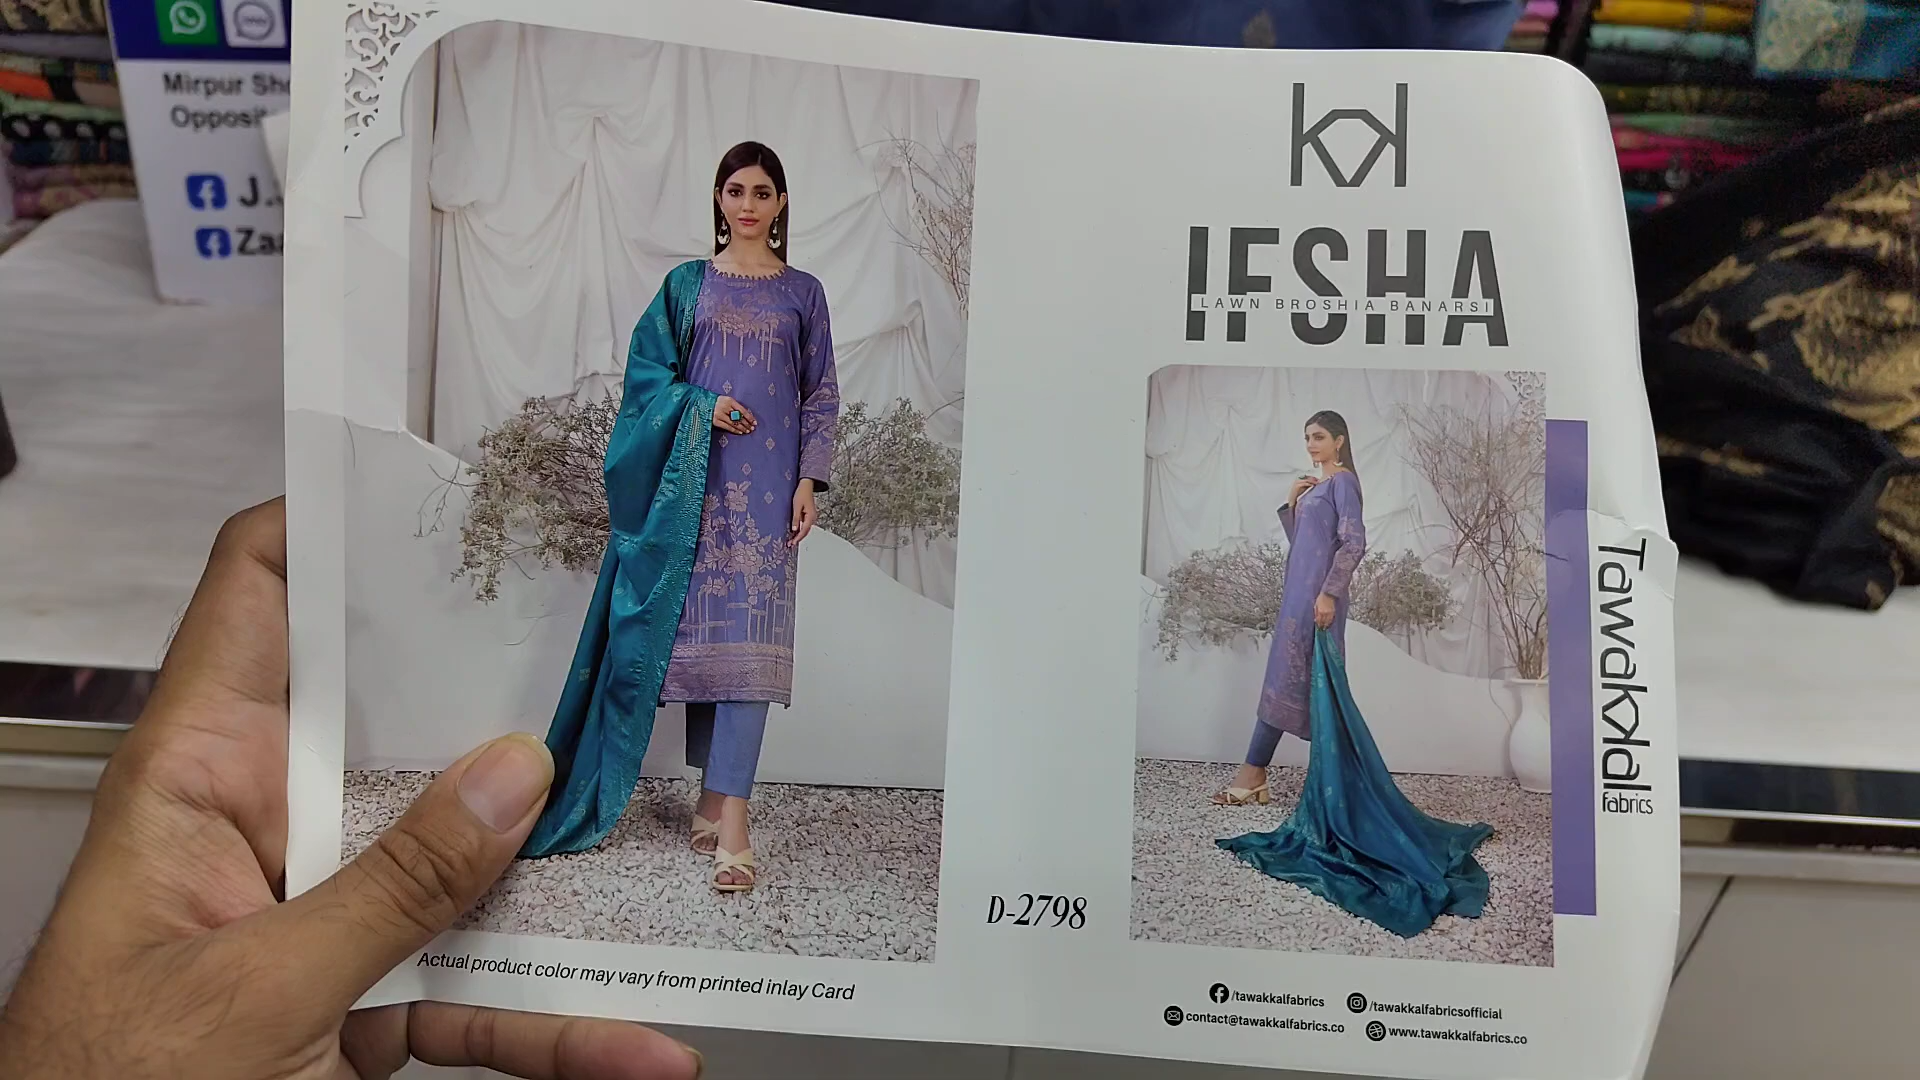 Mirpur
Opposit
J.
Zaa
IFSHA
LAWN BROSHIA BANARSI
Tawakkal
fabrics
D-2798
Actual product color may vary from printed inlay Card
/tawakkalfabrics
/tawakkalfabricsofficial
contact@tawakkalfabrics.co
www.tawakkalfabrics.co